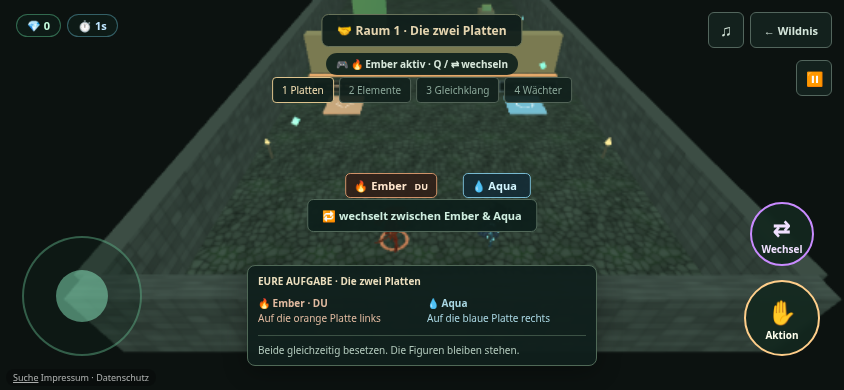 💎 0
⏱️ 1s
🤝 Raum 1 · Die zwei Platten
♫
← Wildnis
🎮 🔥 Ember aktiv · Q / ⇄ wechseln
1 Platten
2 Elemente
3 Gleichklang
4 Wächter
🔥 Ember DU
💧 Aqua
🔁 wechselt zwischen Ember & Aqua
⇄
Wechsel
EURE AUFGABE · Die zwei Platten
🔥 Ember · DU
💧 Aqua
Auf die orange Platte links
Auf die blaue Platte rechts
Beide gleichzeitig besetzen. Die Figuren bleiben stehen.
✋
Aktion
Suche Impressum · Datenschutz